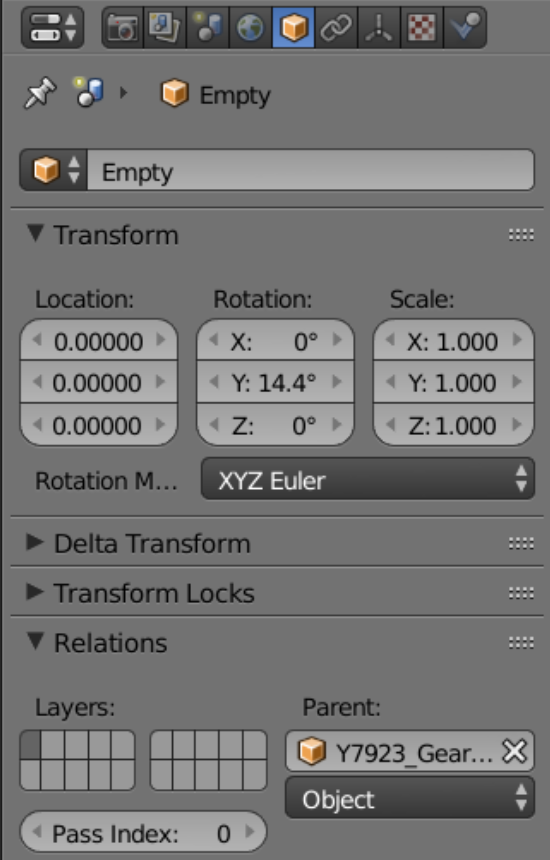 Empty
Empty
Transform
Location: Rotation: Scale:
0.00000 X: 0° X: 1.000
0.00000 Y: 14.4° Y: 1.000
0.00000 Z: 0° Z: 1.000
Rotation M... XYZ Euler
Delta Transform
Transform Locks
Relations
Layers: Parent:
Y7923_Gear...
Object
Pass Index: 0